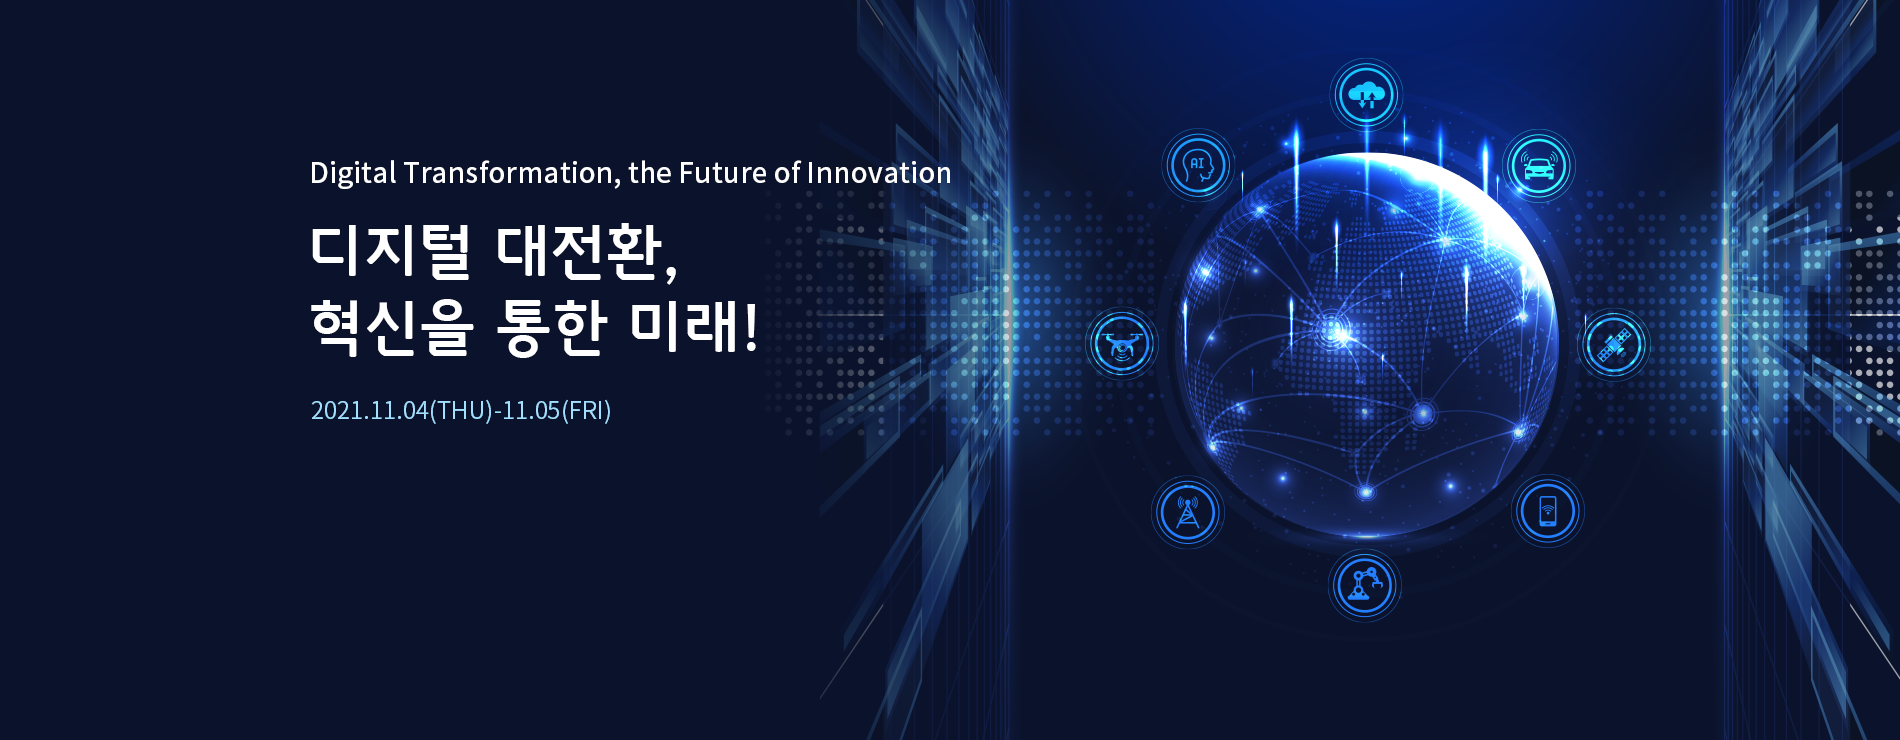 Digital Transformation, the Future of Innovation
디지털 대전환,
혁신을 통한 미래!
2021.11.04(THU)-11.05(FRI)
AI